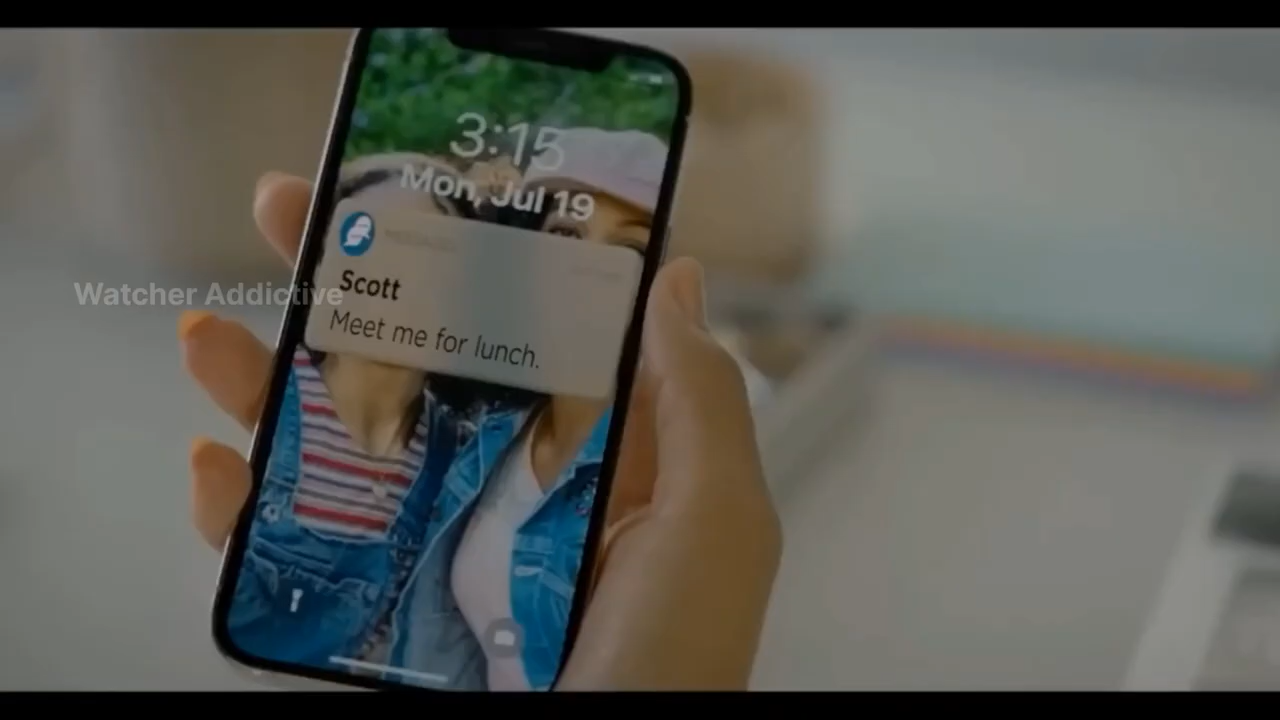 3:15
Mon, Jul 19
Scott
Watcher Addictive
Meet me for lunch.